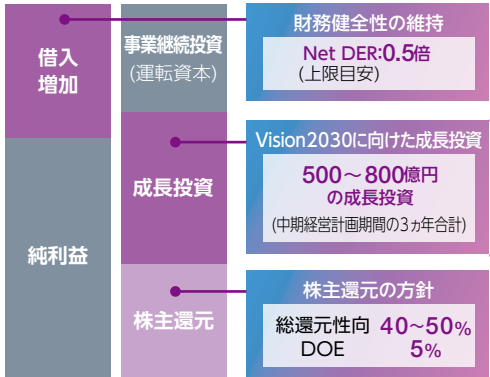 借入
増加
純利益
事業継続投資
(運転資本)
成長投資
株主還元
財務健全性の維持
Net DER:0.5倍
(上限目安)
Vision2030に向けた成長投資
500～800億円
の成長投資
(中期経営計画期間の3ヵ年合計)
株主還元の方針
総還元性向 40～50%
DOE 5%